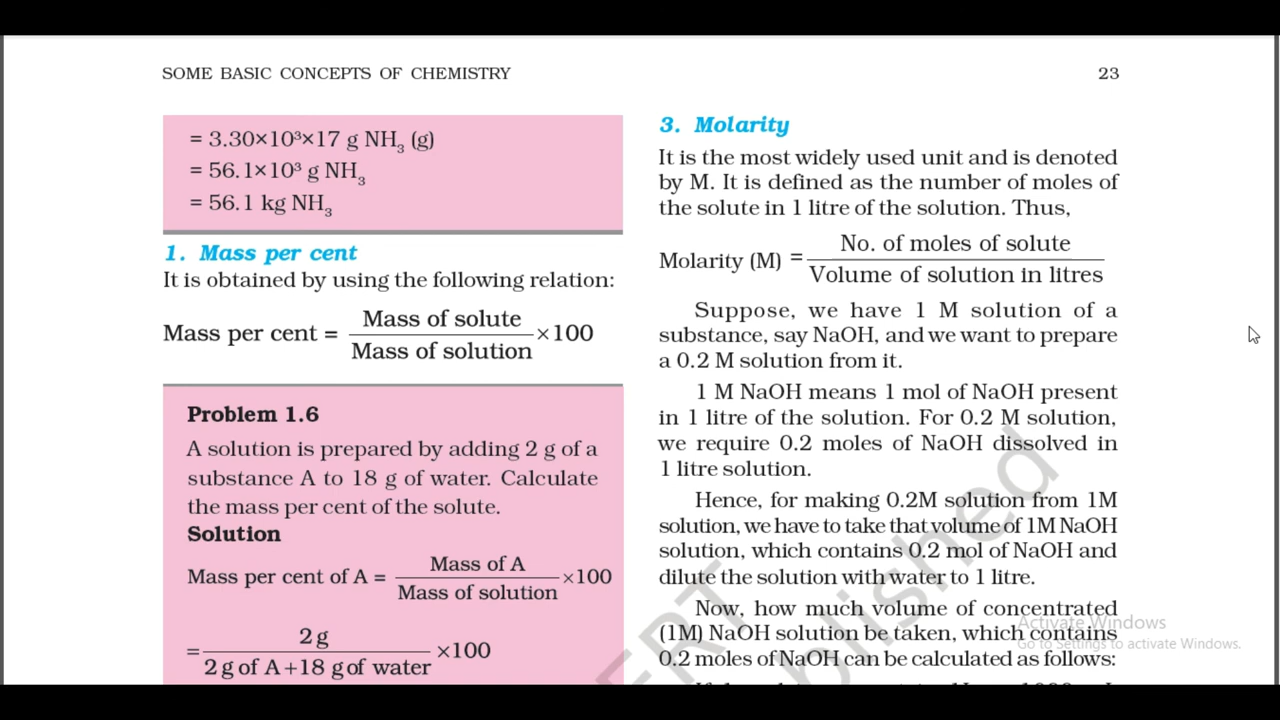 SOME BASIC CONCEPTS OF CHEMISTRY
23
= 3.30×10³×17 g NH₃ (g)
= 56.1×10³ g NH₃
= 56.1 kg NH₃
1. Mass per cent
It is obtained by using the following relation:
Mass per cent = Mass of solute / Mass of solution ×100
Problem 1.6
A solution is prepared by adding 2 g of a
substance A to 18 g of water. Calculate
the mass per cent of the solute.
Solution
Mass per cent of A = Mass of A / Mass of solution ×100
= 2 g / 2 g of A+18 g of water ×100
3. Molarity
It is the most widely used unit and is denoted
by M. It is defined as the number of moles of
the solute in 1 litre of the solution. Thus,
Molarity (M) = No. of moles of solute / Volume of solution in litres
Suppose, we have 1 M solution of a
substance, say NaOH, and we want to prepare
a 0.2 M solution from it.
1 M NaOH means 1 mol of NaOH present
in 1 litre of the solution. For 0.2 M solution,
we require 0.2 moles of NaOH dissolved in
1 litre solution.
Hence, for making 0.2M solution from 1M
solution, we have to take that volume of 1M NaOH
solution, which contains 0.2 mol of NaOH and
dilute the solution with water to 1 litre.
Now, how much volume of concentrated
(1M) NaOH solution be taken, which contains
0.2 moles of NaOH can be calculated as follows:
Activate Windows
Go to Settings to activate Windows.